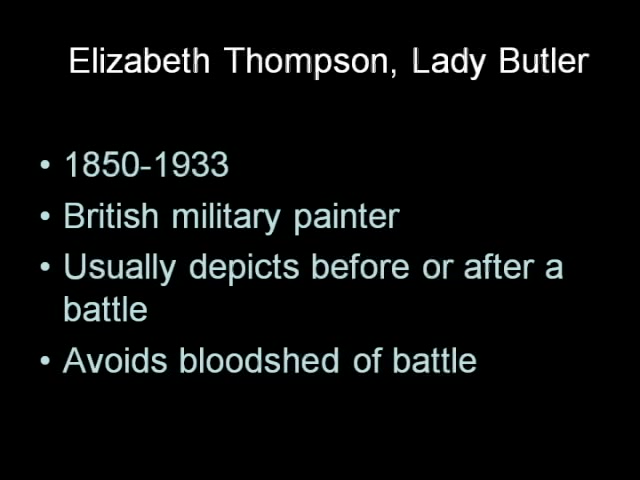 Elizabeth Thompson, Lady Butler
• 1850-1933
• British military painter
• Usually depicts before or after a
battle
• Avoids bloodshed of battle